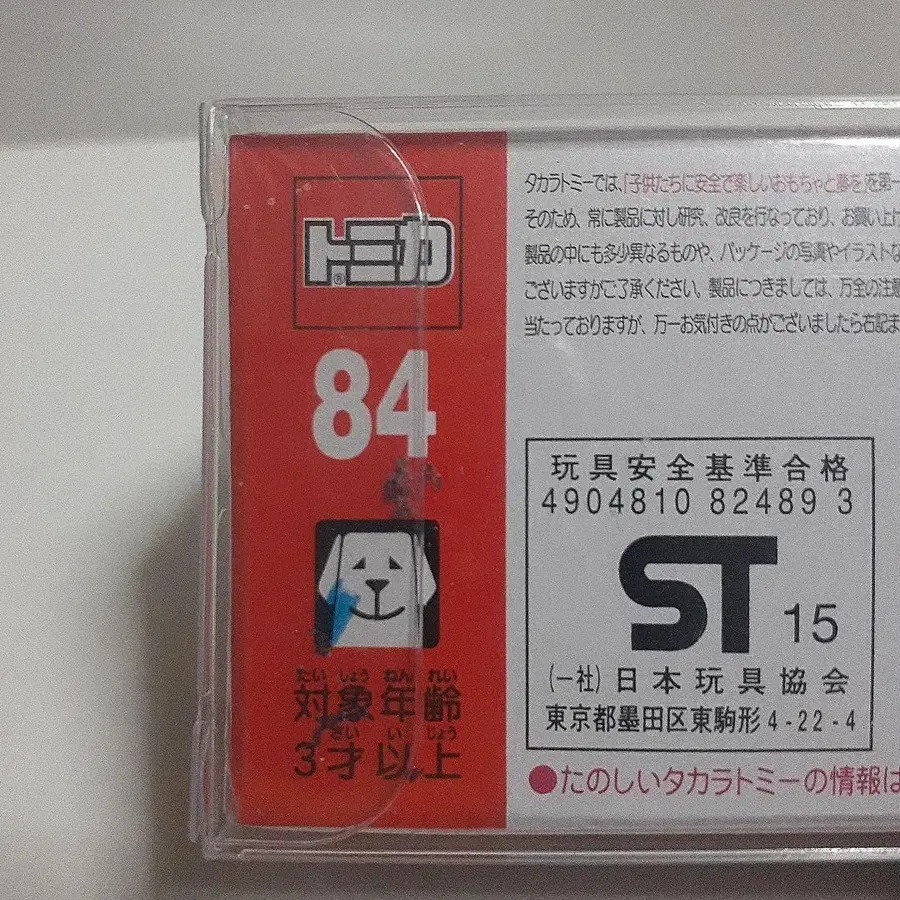 トミカ®
84
たい しょう ねん れい
対象年齢
さい い じょう
3才以上
タカラトミーでは、「子供たちに安全で楽しいおもちゃと夢を」を第一
そのため、常に製品に対し研究、改良を行なっており、お買い上げ
製品の中にも多少異なるものや、パッケージの写真やイラストな
ございますがご了承ください。製品につきましては、万全の注意
当たっておりますが、万一お気付きの点がございましたら右記ま
玩具安全基準合格
4904810 82489 3
ST 15
(一社)日本玩具協会
東京都墨田区東駒形4-22-4
●たのしいタカラトミーの情報は